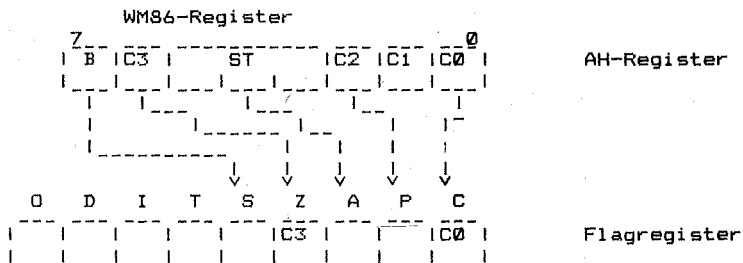 WM86-Register
7 0
B C3 ST C2 C1 C0 AH-Register
O D I T S Z A P C
C3 C0 Flagregister